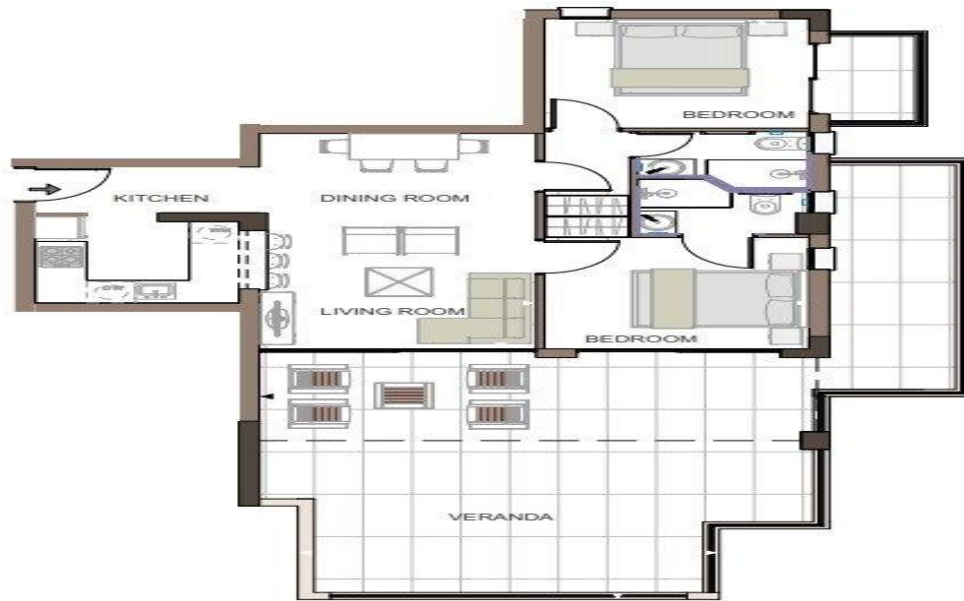 BEDROOM
KITCHEN
DINING ROOM
LIVING ROOM
BEDROOM
VERANDA